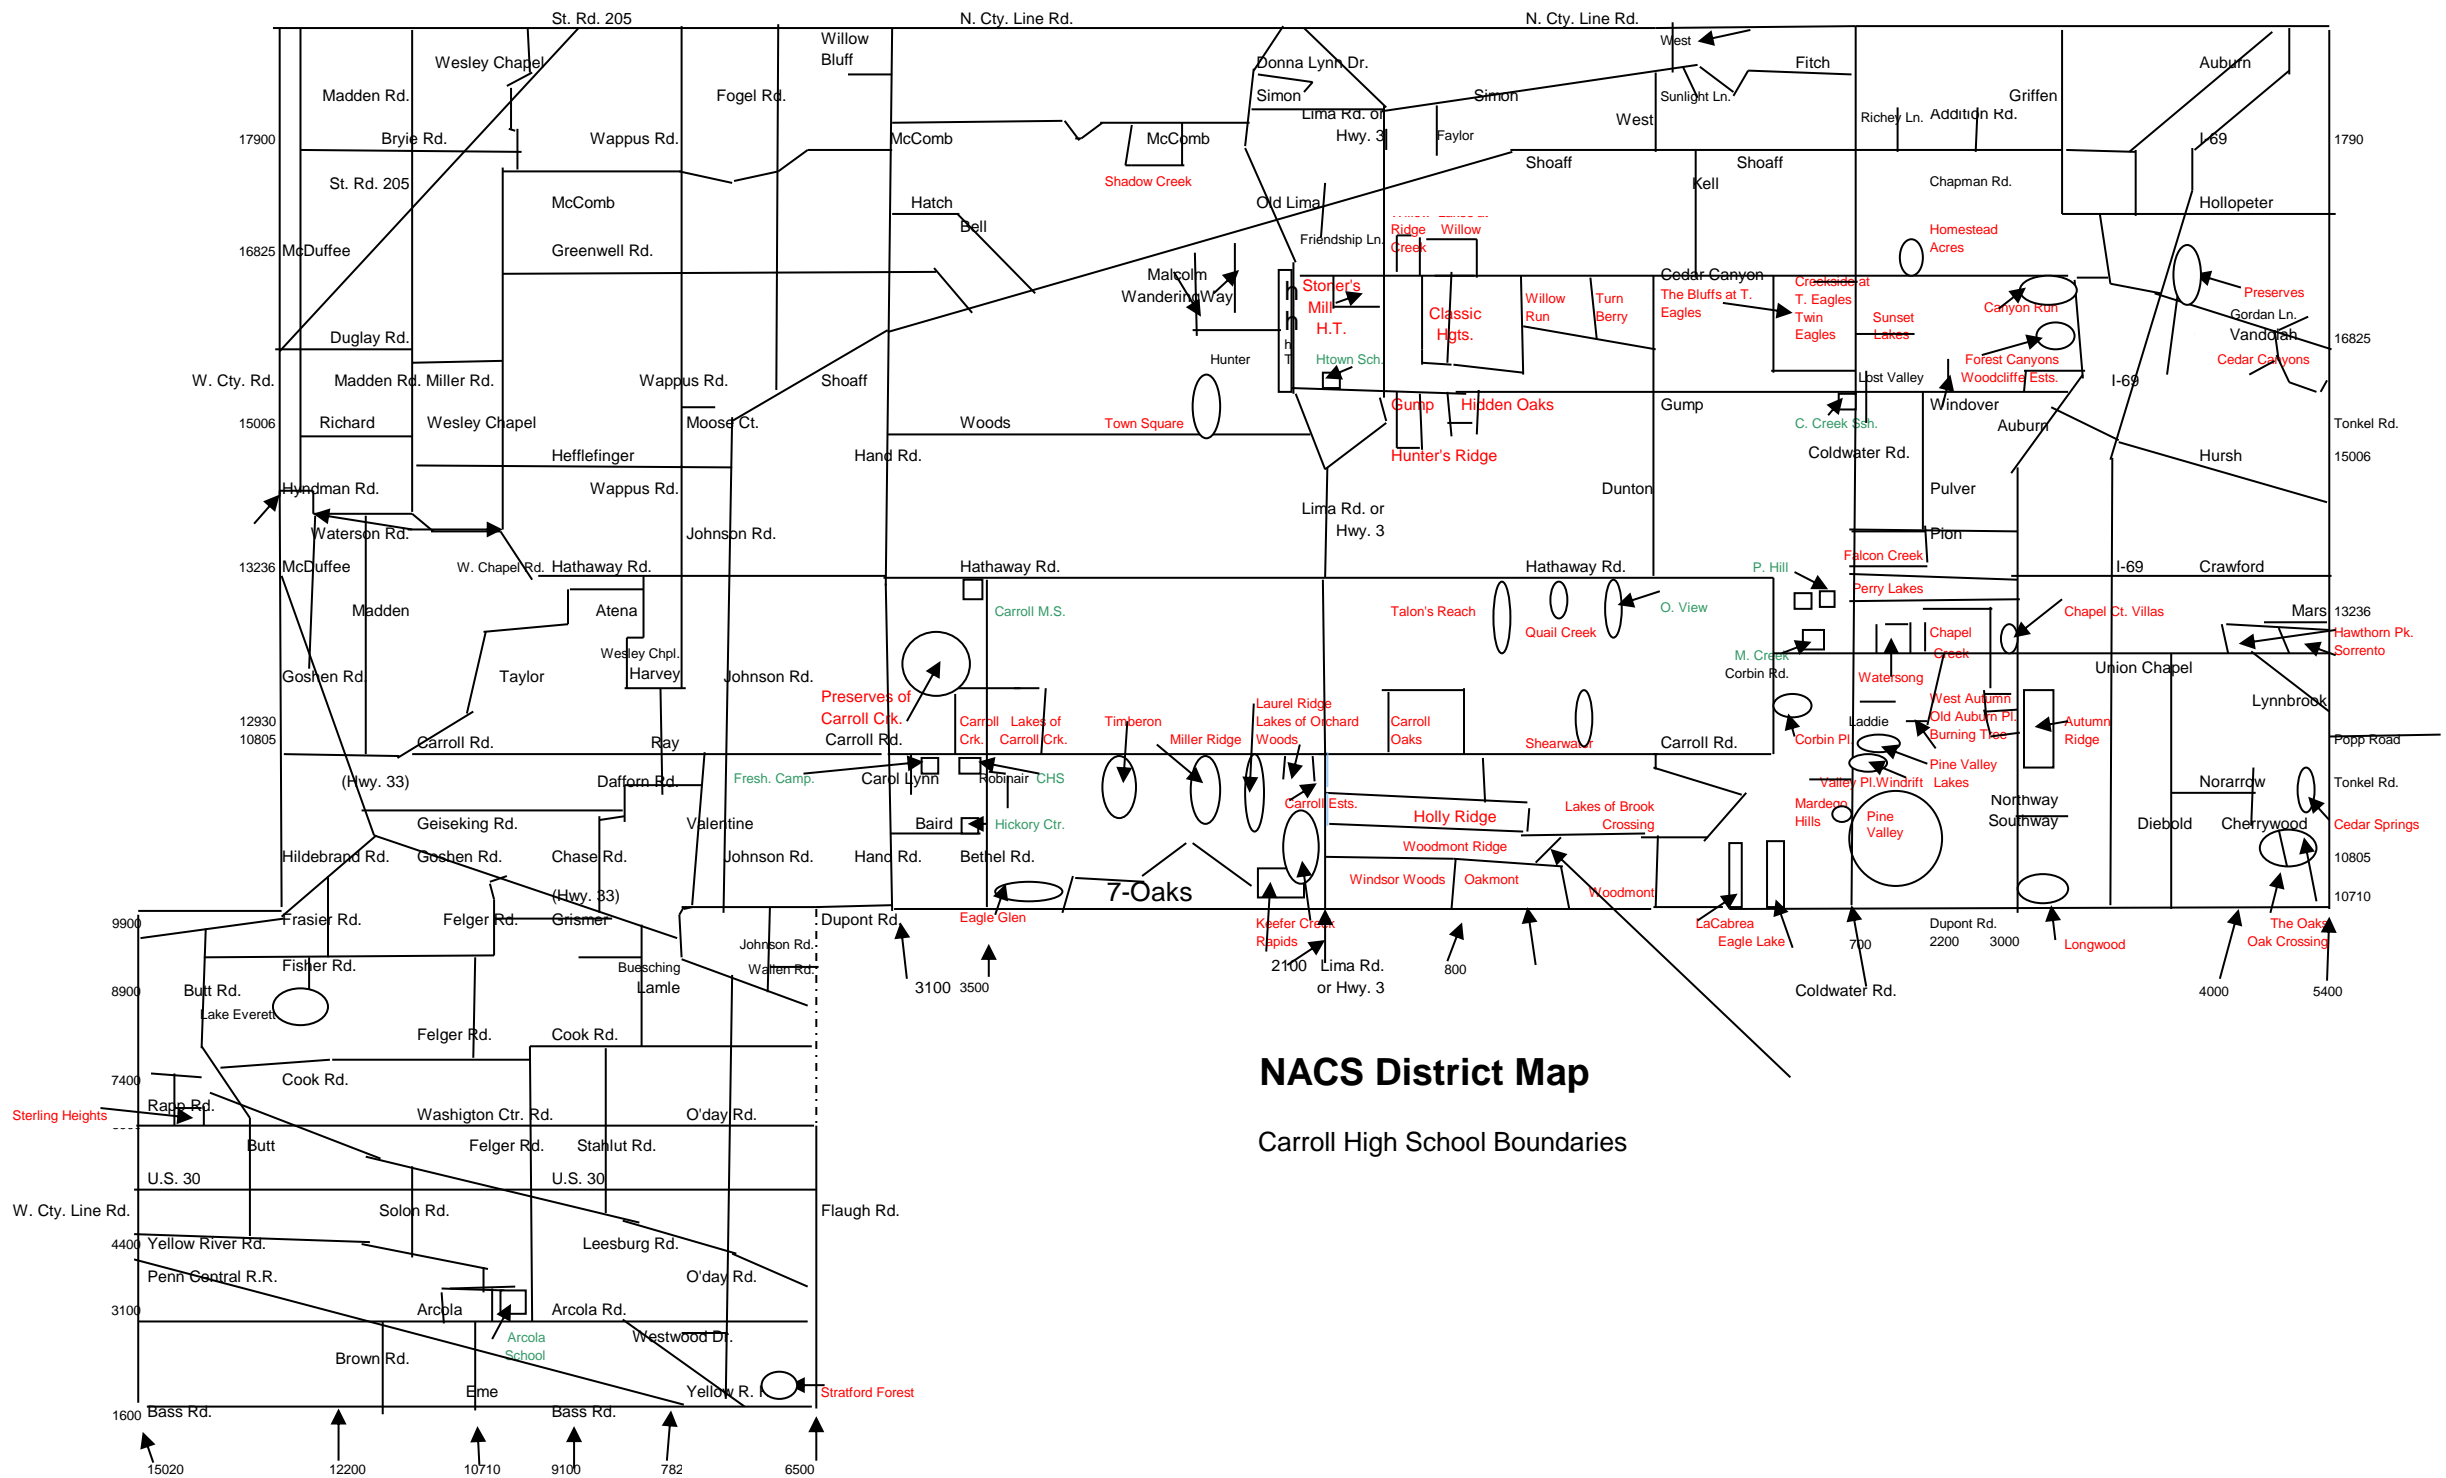 St. Rd. 205
N. Cty. Line Rd.
N. Cty. Line Rd.
Willow
Bluff
West
Wesley Chapel
Donna Lynn Dr.
Fitch
Auburn
Madden Rd.
Fogel Rd.
Simon
Simon
Sunlight Ln.
Griffen
Lima Rd. or
Hwy. 3
West
Richey Ln.
Addition Rd.
17900
Bryie Rd.
Wappus Rd.
McComb
McComb
Faylor
I-69
1790
Shoaff
Shoaff
St. Rd. 205
Shadow Creek
Kell
Chapman Rd.
McComb
Hatch
Old Lima
Hollopeter
Bell
Ridge
Creek
Willow
Homestead
Acres
Friendship Ln.
16825
McDuffee
Greenwell Rd.
Malcolm
WanderingWay
Cedar Canyon
Stoner's
Mill
H.T.
h
h
h
T
Classic
Hgts.
Willow
Run
Turn
Berry
The Bluffs at T.
Eagles
Creekside at
T. Eagles
Twin
Eagles
Sunset
Lakes
Canyon Run
Preserves
Gordan Ln.
Vandolah
16825
Duglay Rd.
Hunter
Htown Sch.
Forest Canyons
Woodcliffe Ests.
Cedar Canyons
W. Cty. Rd.
Madden Rd.
Miller Rd.
Wappus Rd.
Shoaff
Lost Valley
I-69
Gump
Hidden Oaks
Gump
Windover
15006
Richard
Wesley Chapel
Moose Ct.
Woods
Town Square
C. Creek Ssh.
Auburn
Tonkel Rd.
Hefflefinger
Hand Rd.
Hunter's Ridge
Coldwater Rd.
Hursh
15006
Hyndman Rd.
Wappus Rd.
Dunton
Pulver
Lima Rd. or
Hwy. 3
Waterson Rd.
Johnson Rd.
Pion
Falcon Creek
13236
McDuffee
W. Chapel Rd.
Hathaway Rd.
Hathaway Rd.
Hathaway Rd.
P. Hill
I-69
Crawford
Perry Lakes
Madden
Atena
Carroll M.S.
Talon's Reach
O. View
Chapel Ct. Villas
Mars
13236
Quail Creek
Chapel
Creek
Hawthorn Pk.
Sorrento
Wesley Chpl.
M. Creek
Corbin Rd.
Goshen Rd.
Taylor
Harvey
Johnson Rd.
Watersong
Union Chapel
Preserves of
Carroll Crk.
Laurel Ridge
Lakes of Orchard
Woods
West Autumn
Old Auburn Pl.
Burning Tree
Lynnbrook
12930
10805
Carroll
Crk.
Lakes of
Carroll Crk.
Timberon
Miller Ridge
Carroll
Oaks
Laddie
Autumn
Ridge
Carroll Rd.
Ray
Carroll Rd.
Shearwater
Carroll Rd.
Corbin Pl.
Popp Road
Pine Valley
Lakes
(Hwy. 33)
Dafforn Rd.
Fresh. Camp.
Carol Lynn
Robinair
CHS
Valley Pl.
Windrift
Norarrow
Tonkel Rd.
Geiseking Rd.
Valentine
Baird
Hickory Ctr.
Carroll Ests.
Holly Ridge
Lakes of Brook
Crossing
Mardego
Hills
Pine
Valley
Northway
Southway
Diebold
Cherrywood
Cedar Springs
Hildebrand Rd.
Goshen Rd.
Chase Rd.
Johnson Rd.
Hand Rd.
Bethel Rd.
Woodmont Ridge
10805
(Hwy. 33)
7-Oaks
Windsor Woods
Oakmont
Woodmont
10710
9900
Frasier Rd.
Felger Rd.
Grismer
Dupont Rd.
Eagle Glen
Keefer Creek
Rapids
LaCabrea
Eagle Lake
Dupont Rd.
700
2200
3000
Longwood
The Oaks
Oak Crossing
Johnson Rd.
Fisher Rd.
Buesching
Lamle
Wallen Rd.
2100
Lima Rd.
or Hwy. 3
800
8900
Butt Rd.
3100
3500
Coldwater Rd.
4000
5400
Lake Everett
Felger Rd.
Cook Rd.
NACS District Map
7400
Cook Rd.
Sterling Heights
Rapp Rd.
Washigton Ctr. Rd.
O'day Rd.
Carroll High School Boundaries
Butt
Felger Rd.
Stahlut Rd.
U.S. 30
U.S. 30
W. Cty. Line Rd.
Solon Rd.
Flaugh Rd.
4400
Yellow River Rd.
Leesburg Rd.
Penn Central R.R.
O'day Rd.
3100
Arcola
Arcola Rd.
Arcola
School
Westwood Dr.
Brown Rd.
Eme
Yellow R.
Stratford Forest
1600
Bass Rd.
Bass Rd.
15020
12200
10710
9100
782
6500